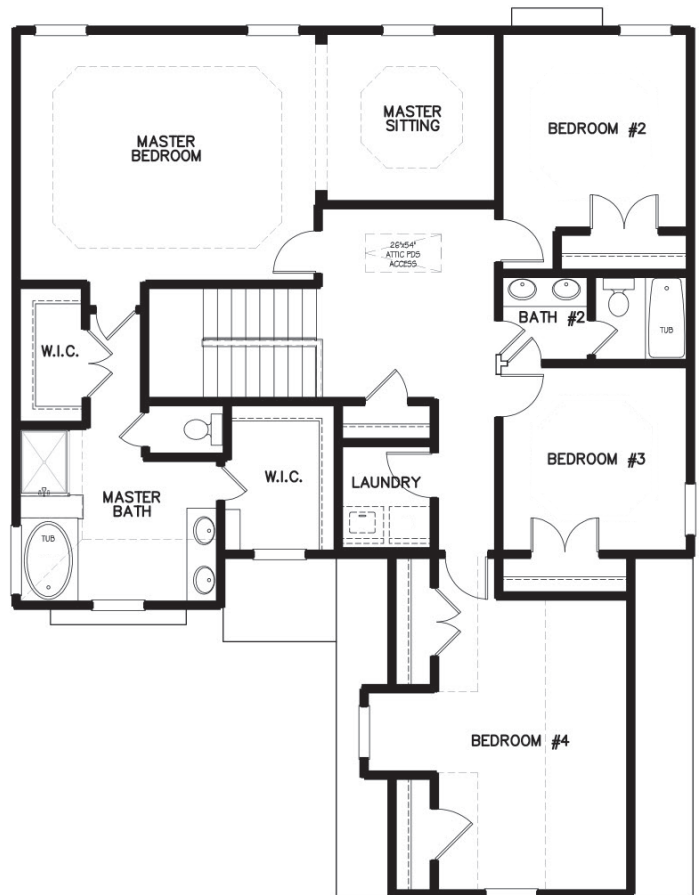 MASTER
BEDROOM
MASTER
SITTING
BEDROOM #2
26"x54"
ATTIC PDS
ACCESS
W.I.C.
BATH #2
TUB
W.I.C.
LAUNDRY
BEDROOM #3
MASTER
BATH
TUB
BEDROOM #4